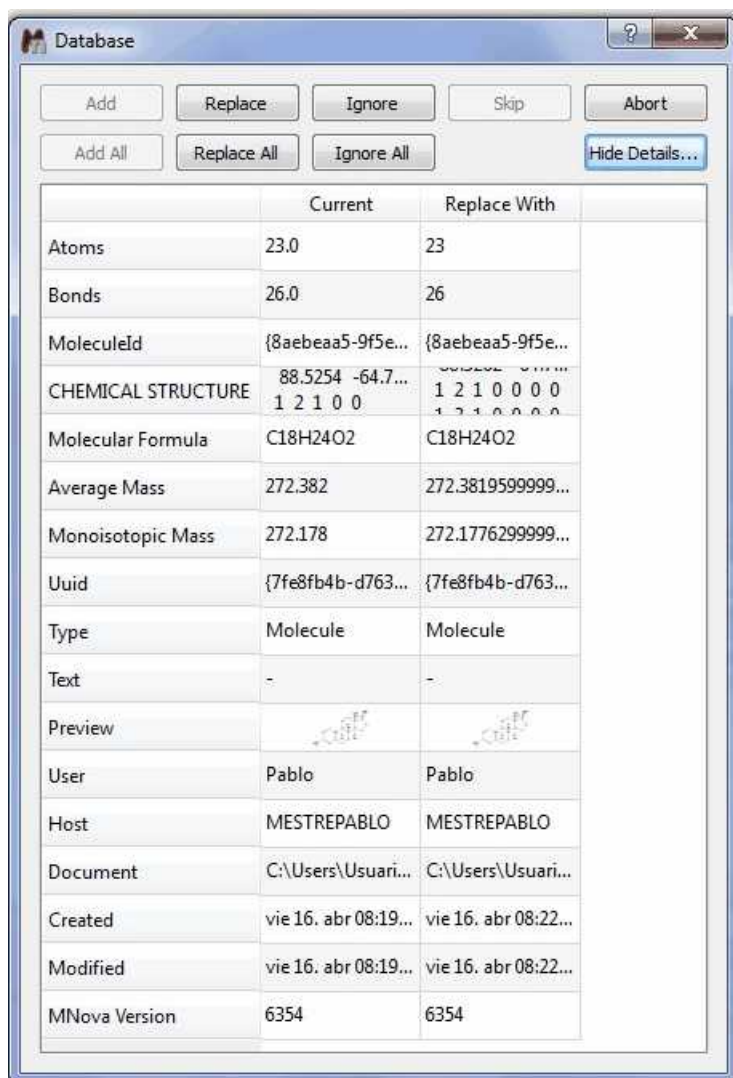 Database
Add Replace Ignore Skip Abort
Add All Replace All Ignore All Hide Details...
Current Replace With
Atoms 23.0 23
Bonds 26.0 26
MoleculeId {8aebeaa5-9f5e... {8aebeaa5-9f5e...
88.5254 -64.7...
CHEMICAL STRUCTURE 1 2 1 0 0 1 2 1 0 0 0 0
Molecular Formula C18H24O2 C18H24O2
Average Mass 272.382 272.3819599999...
Monoisotopic Mass 272.178 272.1776299999...
Uuid {7fe8fb4b-d763... {7fe8fb4b-d763...
Type Molecule Molecule
Text - -
Preview
User Pablo Pablo
Host MESTREPABLO MESTREPABLO
Document C:\Users\Usuari... C:\Users\Usuari...
Created vie 16. abr 08:19... vie 16. abr 08:22...
Modified vie 16. abr 08:19... vie 16. abr 08:22...
MNova Version 6354 6354